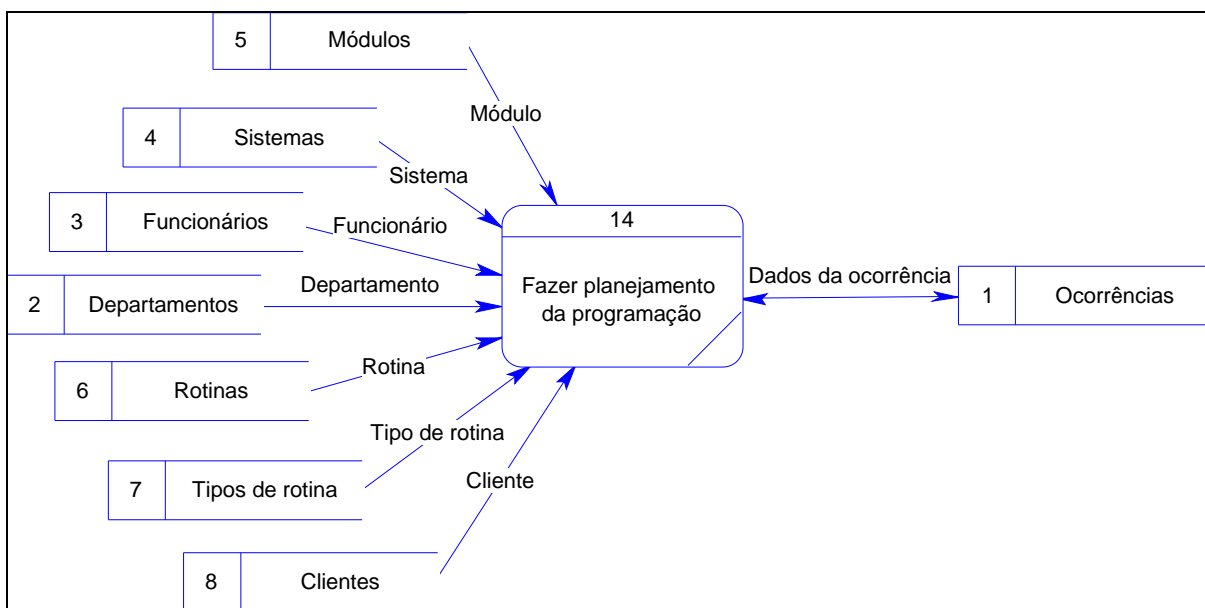 5 Módulos
Módulo
4 Sistemas
Sistema
3 Funcionários
Funcionário
2 Departamentos
Departamento
14
Fazer planejamento
da programação
Dados da ocorrência
1 Ocorrências
6 Rotinas
Rotina
7 Tipos de rotina
Tipo de rotina
8 Clientes
Cliente